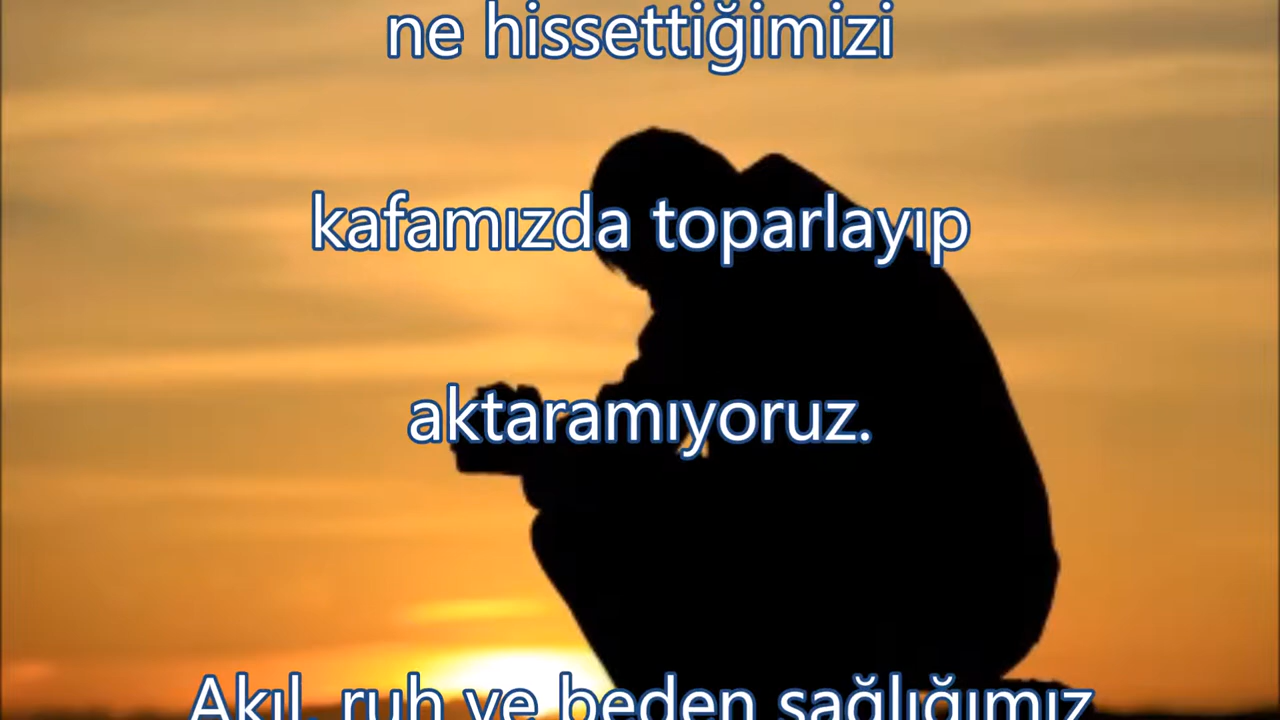 ne hissettiğimizi
kafamızda toparlayıp
aktaramıyoruz.
Akıl, ruh ve beden sağlığımız